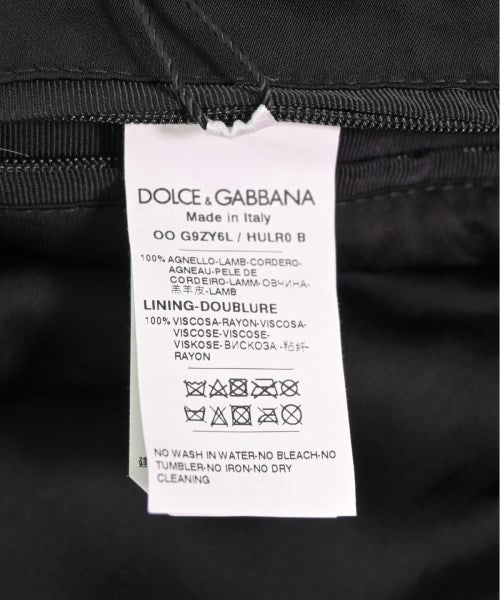 DOLCE & GABBANA
Made in Italy
OO G9ZY6L / HULR0 B
100% AGNELLO-LAMB-CORDERO-
AGNEAU-PELE DE
CORDEIRO-LAMM-ОВЧИНА-
羔羊皮-LAMB
LINING-DOUBLURE
100% VISCOSA-RAYON-VISCOSA-
VISCOSE-VISCOSE-
VISKOSE-ВИСКОЗА-粘纤-
RAYON
NO WASH IN WATER-NO BLEACH-NO
TUMBLER-NO IRON-NO DRY
CLEANING